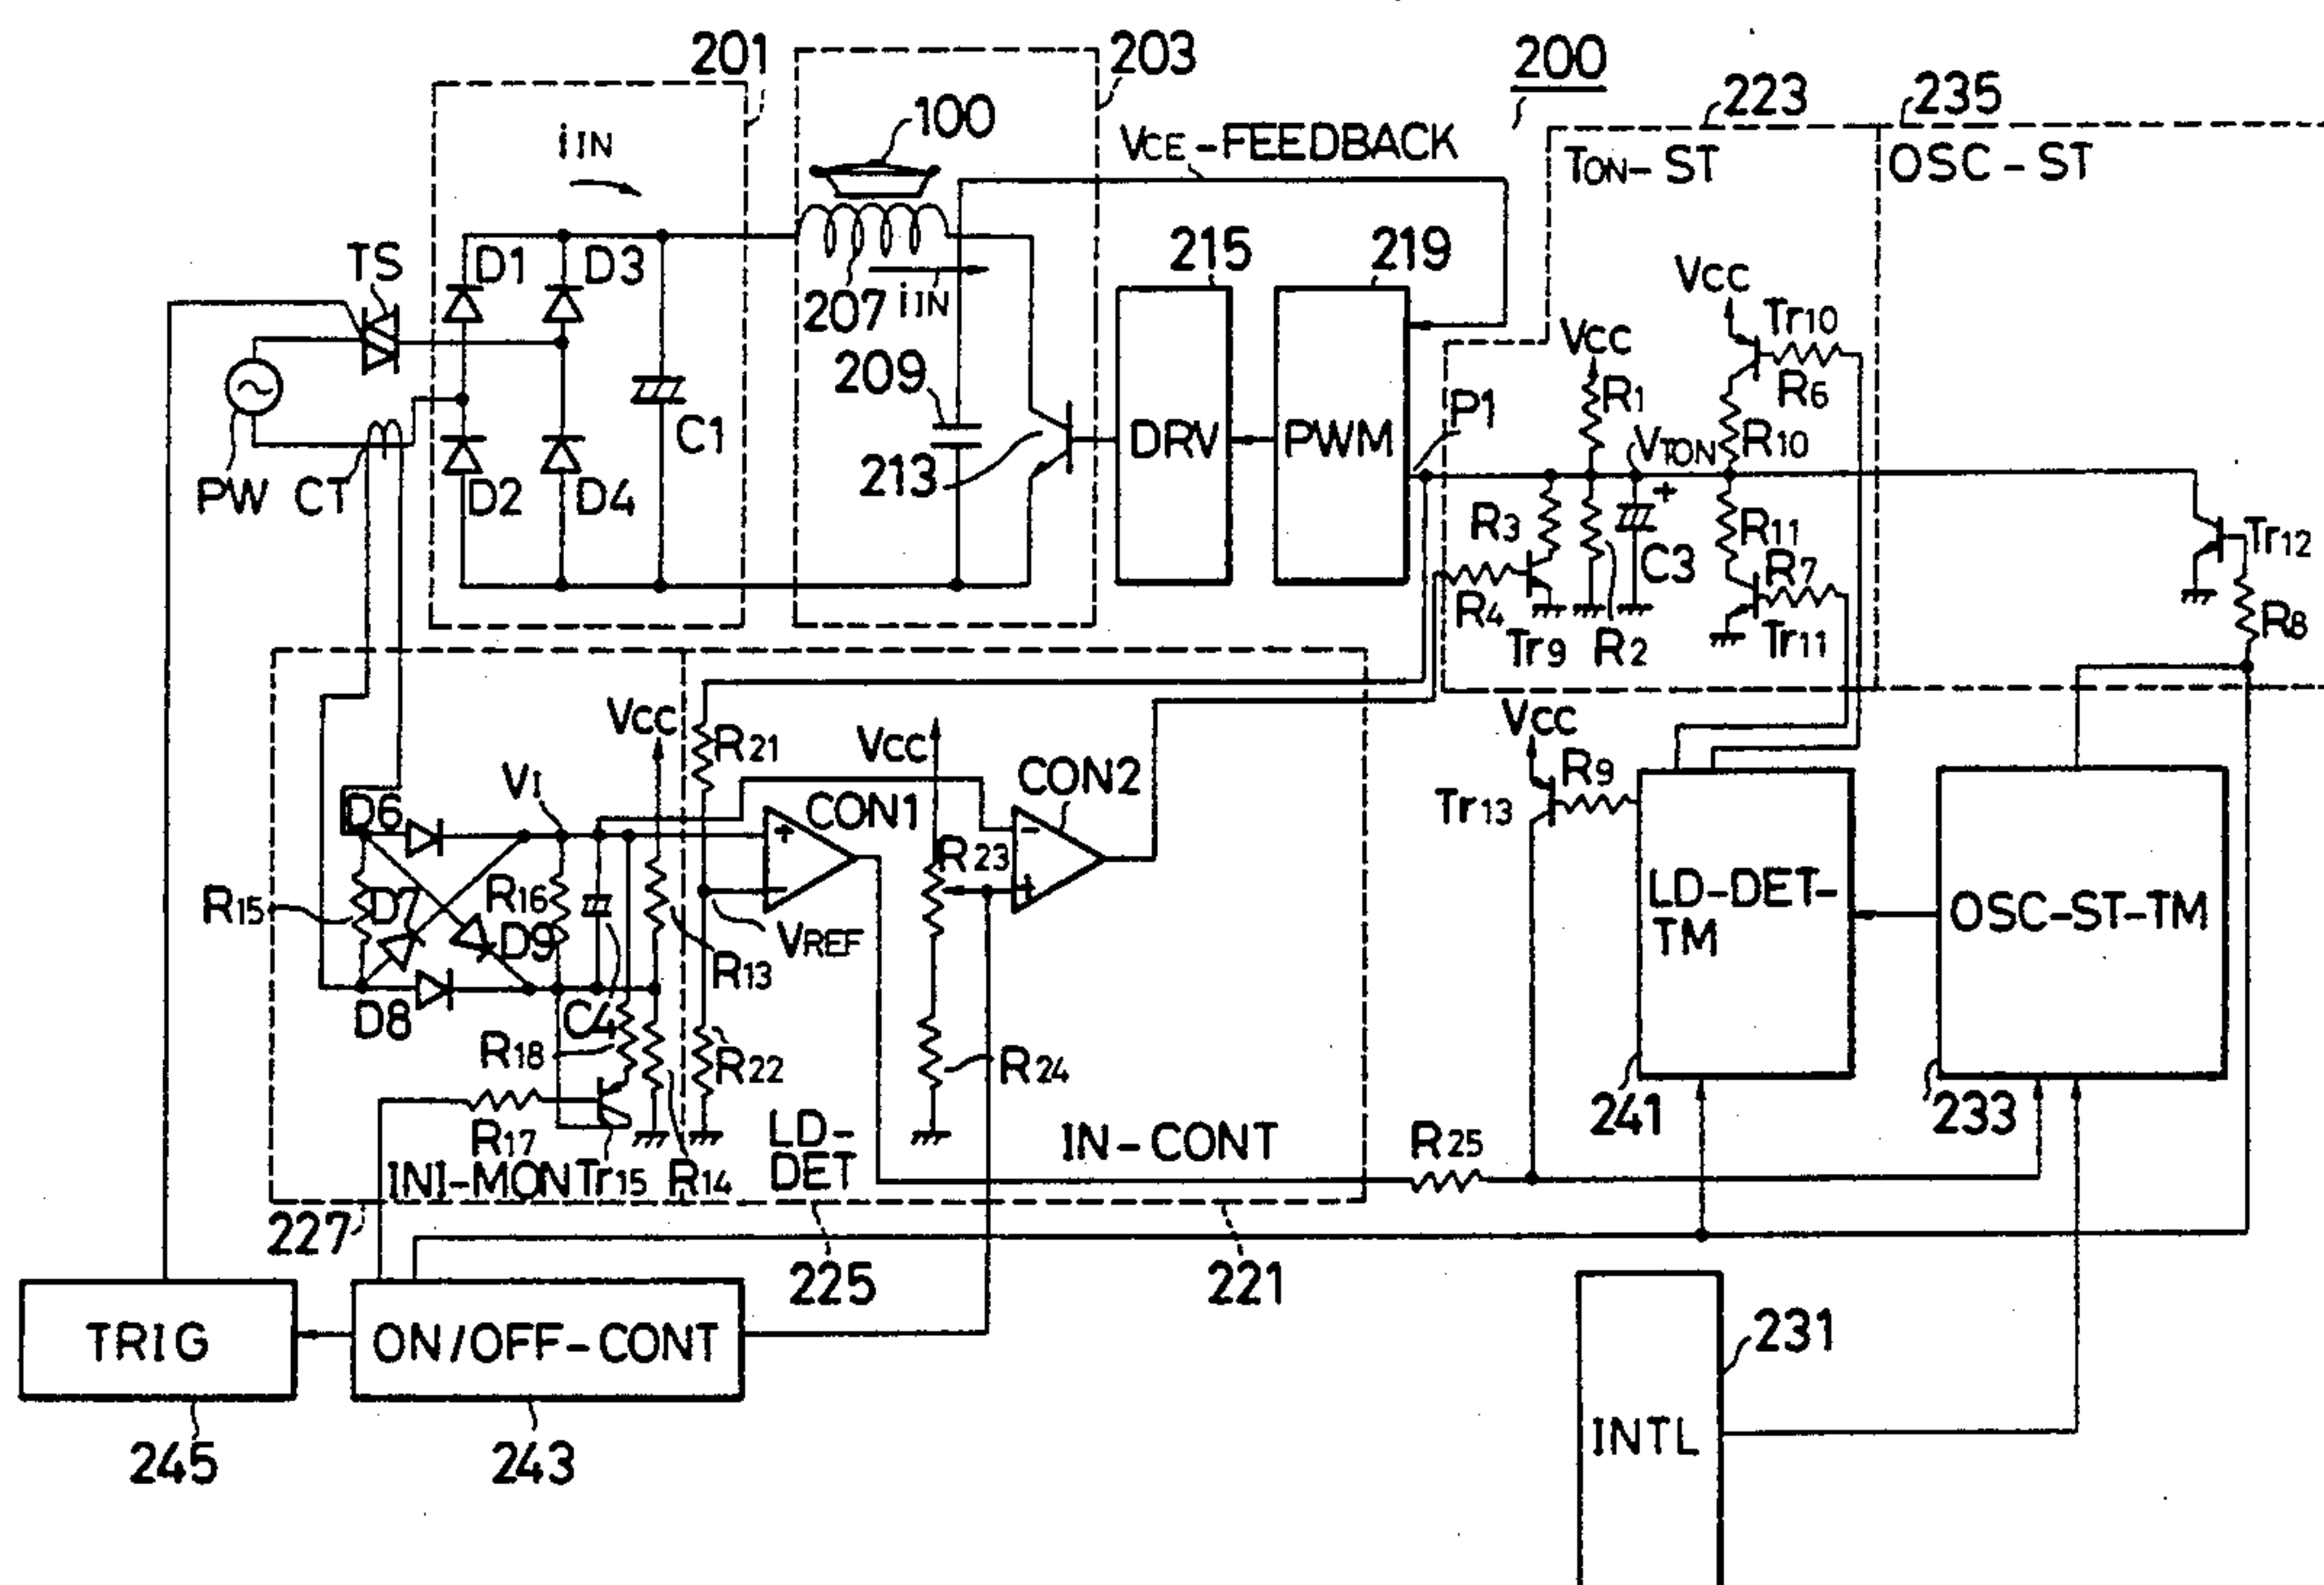 201
203
200
223
235
iIN
100
VCE-FEEDBACK
TON-ST
OSC-ST
TS
D1
D3
207
iIN
215
219
VCC
Tr10
VCC
R6
209
C1
R1
P1
VTON
R10
DRV
PWM
PW
CT
D2
D4
213
+
R3
R11
R7
Tr12
C3
R4
Tr9
R2
Tr11
R8
VCC
R21
VCC
CON2
VCC
R9
Tr13
VI
D6
CON1
+
-
R23
LD-DET-
TM
OSC-ST-TM
R15
D7
R16
D9
-
+
VREF
R13
D8
C4
R18
R22
R24
241
233
R17
LD-
DET
IN-CONT
R25
INI-MON
Tr15
R14
227
225
221
TRIG
ON/OFF-CONT
231
245
243
INTL